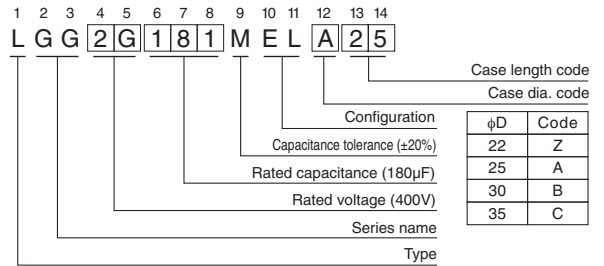 1 2 3 4 5 6 7 8 9 10 11 12 13 14
L G G 2 G 1 8 1 M E L A 2 5
Case length code
Case dia. code
Configuration
Capacitance tolerance (±20%)
Rated capacitance (180µF)
Rated voltage (400V)
Series name
Type
ϕD Code
22 Z
25 A
30 B
35 C